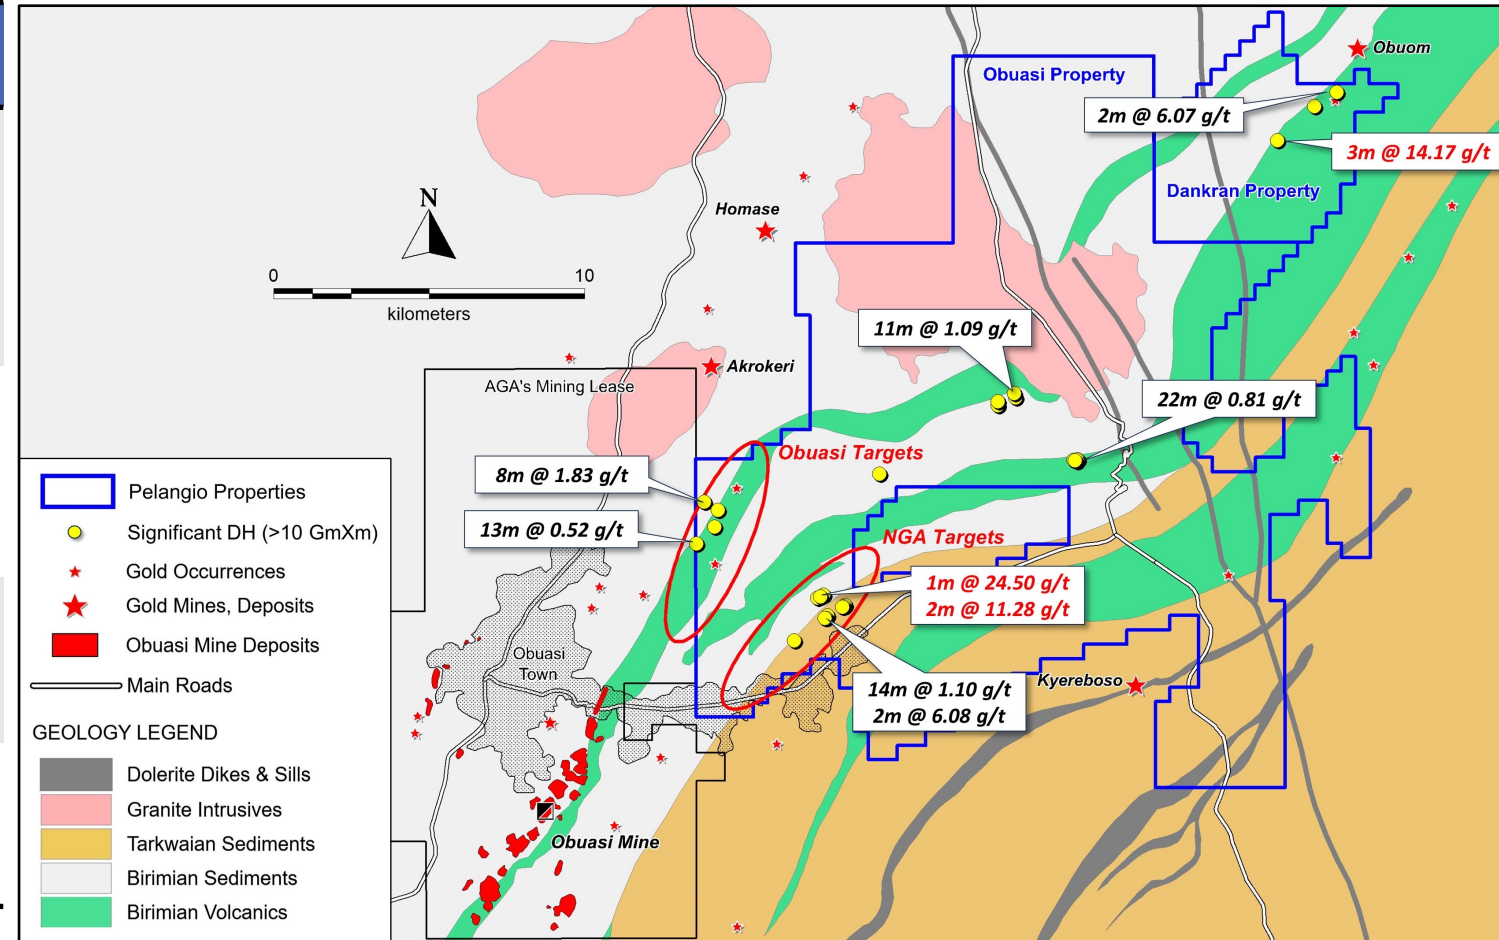 Obuom
Obuasi Property
2m @ 6.07 g/t
3m @ 14.17 g/t
Dankran Property
N
Homase
0
10
kilometers
11m @ 1.09 g/t
Akrokeri
AGA's Mining Lease
22m @ 0.81 g/t
Obuasi Targets
8m @ 1.83 g/t
13m @ 0.52 g/t
NGA Targets
1m @ 24.50 g/t
2m @ 11.28 g/t
Obuasi
Town
Kyereboso
14m @ 1.10 g/t
2m @ 6.08 g/t
Obuasi Mine
Pelangio Properties
Significant DH (>10 GmXm)
Gold Occurrences
Gold Mines, Deposits
Obuasi Mine Deposits
Main Roads
GEOLOGY LEGEND
Dolerite Dikes & Sills
Granite Intrusives
Tarkwaian Sediments
Birimian Sediments
Birimian Volcanics